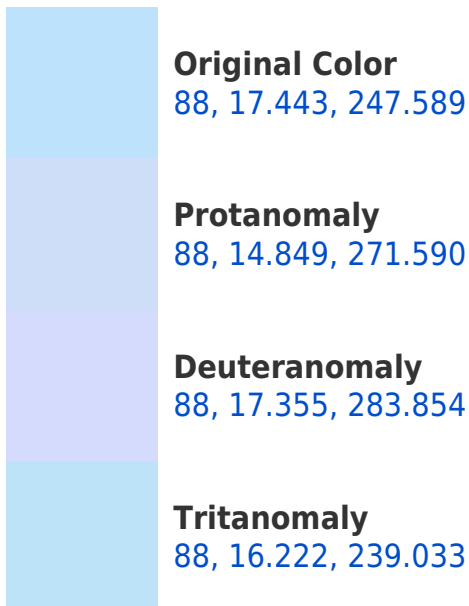 Original Color
88, 17.443, 247.589
Protanomaly
88, 14.849, 271.590
Deuteranomaly
88, 17.355, 283.854
Tritanomaly
88, 16.222, 239.033